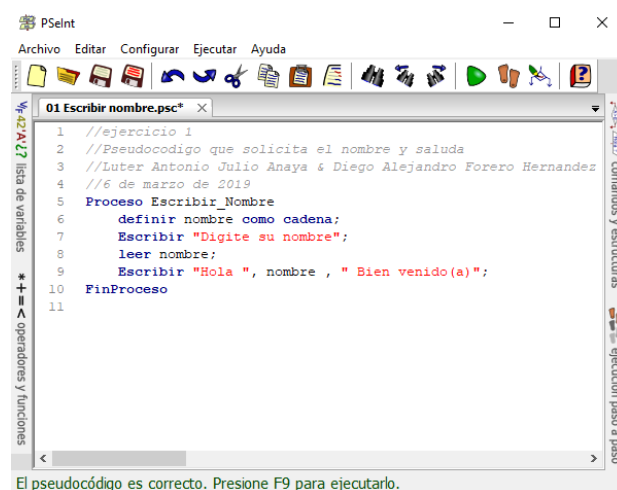 PSeInt
Archivo Editar Configurar Ejecutar Ayuda
01 Escribir nombre.psc*
1 //ejercicio 1
2 //Pseudocodigo que solicita el nombre y saluda
3 //Luter Antonio Julio Anaya & Diego Alejandro Forero Hernandez
4 //6 de marzo de 2019
5 Proceso Escribir_Nombre
6 definir nombre como cadena;
7 Escribir "Digite su nombre";
8 leer nombre;
9 Escribir "Hola ", nombre , " Bien venido(a)";
10 FinProceso
11
lista de variables
*+=< operadores y funciones
comandos y estructuras
ejecución paso a paso
El pseudocódigo es correcto. Presione F9 para ejecutarlo.